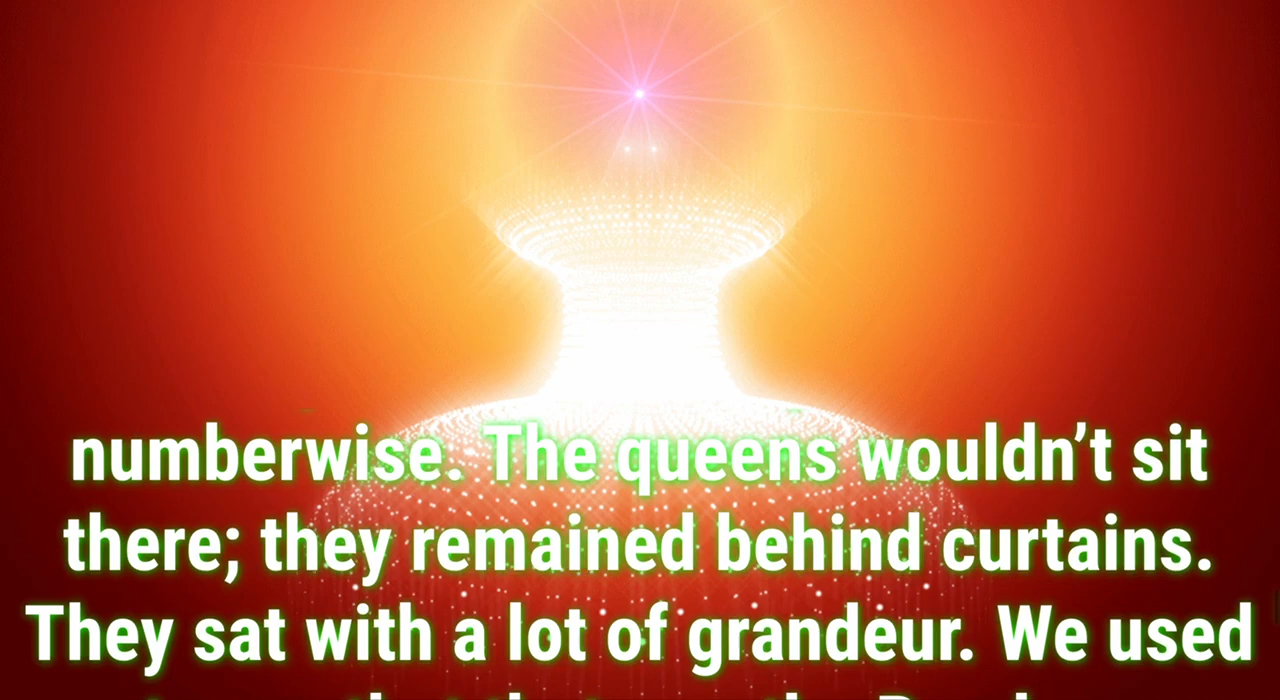 numberwise. The queens wouldn’t sit
there; they remained behind curtains.
They sat with a lot of grandeur. We used